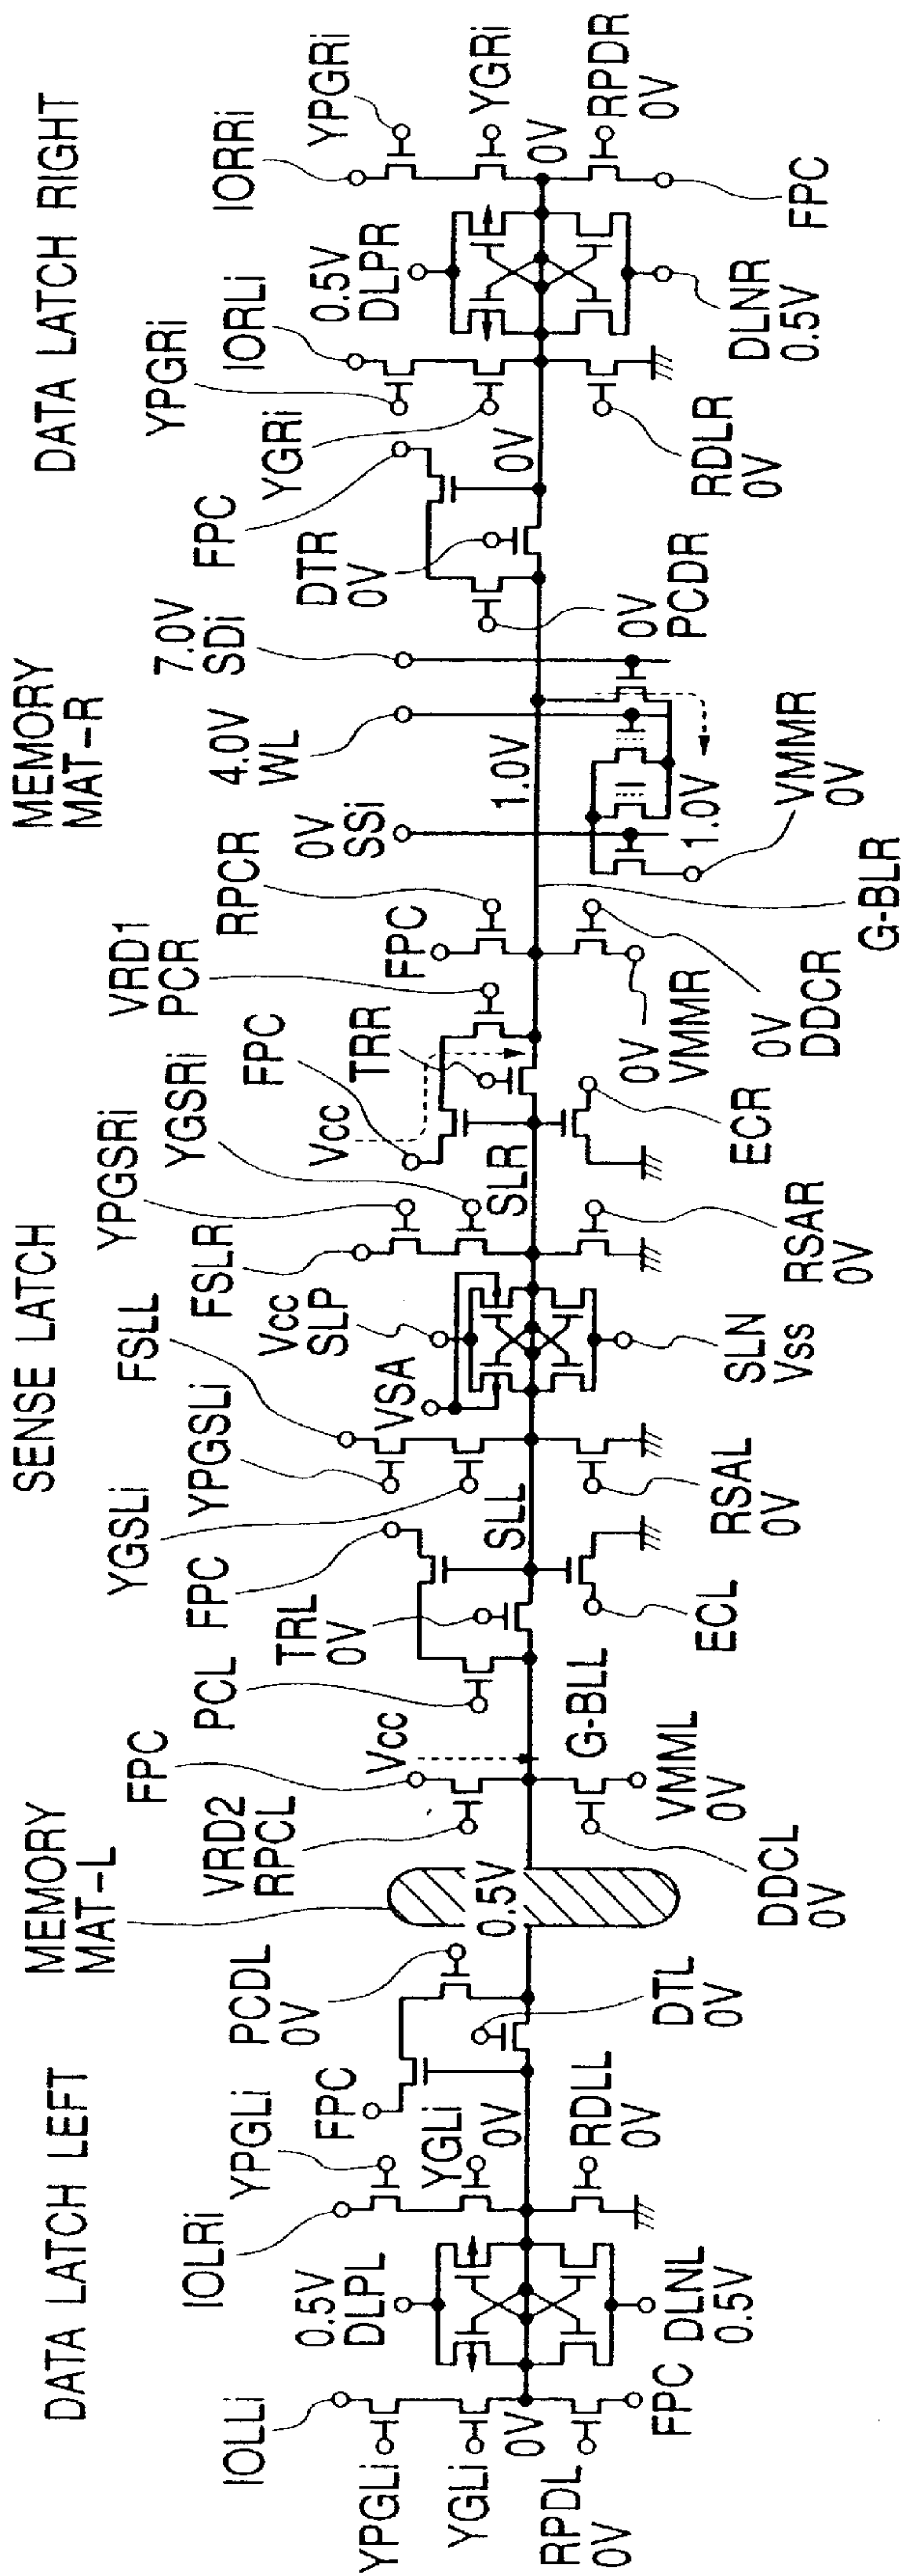 DATA LATCH LEFT
MEMORY
MAT-L
SENSE LATCH
MEMORY
MAT-R
DATA LATCH RIGHT
IOLLi
YPGLi
YGLi
0V
RPDL
0V
FPC
0.5V
DLPL
DLNL
0.5V
IOLRi
YPGLi
YGLi
0V
RDLL
0V
FPC
PCDL
0V
DTL
0V
0.5V
FPC
VRD2
RPCL
Vcc
DDCL
0V
VMML
0V
G-BLL
PCL
TRL
0V
FPC
SLL
ECL
YGSLi
YPGSLi
FSLL
RSAL
0V
VSA
Vcc
SLP
SLN
Vss
FSLR
YPGSRi
YGSRi
RSAR
0V
SLR
Vcc
FPC
TRR
ECR
VRD1
PCR
FPC
RPCR
0V
VMMR
0V
DDCR
G-BLR
0V
SSi
1.0V
4.0V
WL
7.0V
SDi
1.0V
VMMR
0V
0V
PCDR
DTR
0V
FPC
0V
YGRi
YPGRi
IORLi
RDLR
0V
0.5V
DLPR
DLNR
0.5V
IORRi
YPGRi
YGRi
0V
RPDR
0V
FPC